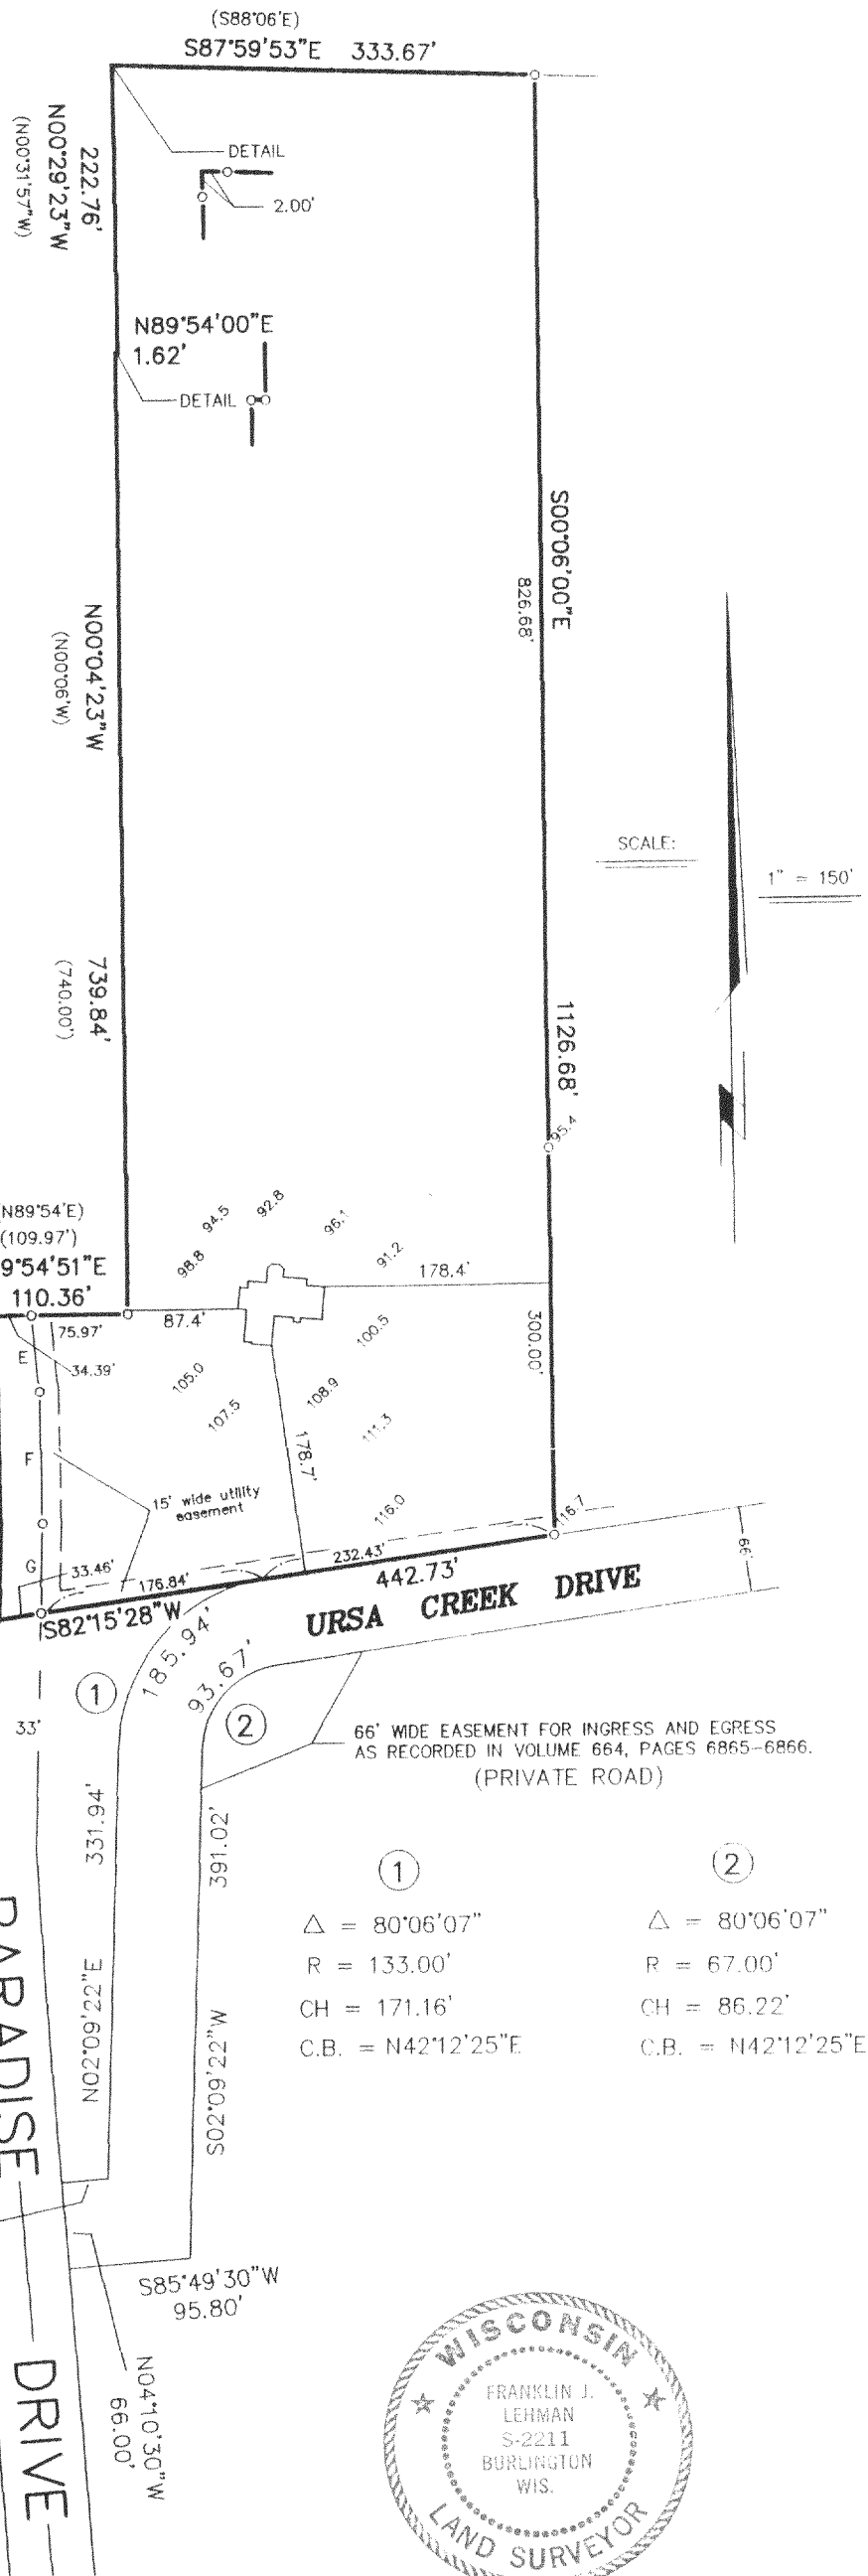 (S88°06'E)
S87°59'53"E 333.67'
222.76'
N00°29'23"W
(N00°31'57"W)
DETAIL
2.00'
N89°54'00"E
1.62'
DETAIL
S00°06'00"E
826.68'
N00°04'23"W
(N00°06'W)
SCALE:
1" = 150'
739.84'
(740.00')
1126.68'
95.4
N89°54'E)
(109.97')
9°54'51"E
110.36'
94.5
92.8
96.1
98.8
91.2
178.4'
87.4'
75.97'
34.39'
E
100.5
300.00'
105.0
107.5
108.9
111.3
F
178.7'
15' wide utility
easement
116.0
116.7
G
33.46'
176.84'
232.43'
442.73'
66'
S82°15'28"W
URSA CREEK DRIVE
185.94'
93.67'
1
2
33'
66' WIDE EASEMENT FOR INGRESS AND EGRESS
AS RECORDED IN VOLUME 664, PAGES 6865-6866.
(PRIVATE ROAD)
331.94'
391.02'
1
△ = 80°06'07"
R = 133.00'
CH = 171.16'
C.B. = N42°12'25"E
2
△ = 80°06'07"
R = 67.00'
CH = 86.22'
C.B. = N42°12'25"E
N02°09'22"E
S02°09'22"W
PARADISE
S85°49'30"W
95.80'
N04°10'30"W
66.00'
DRIVE
WISCONSIN
FRANKLIN J.
LEHMAN
S-2211
BURLINGTON
WIS.
LAND SURVEYOR